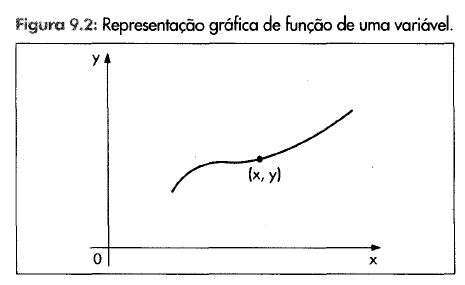 Figura 9.2: Representação gráfica de função de uma variável.
y
(x, y)
0
x